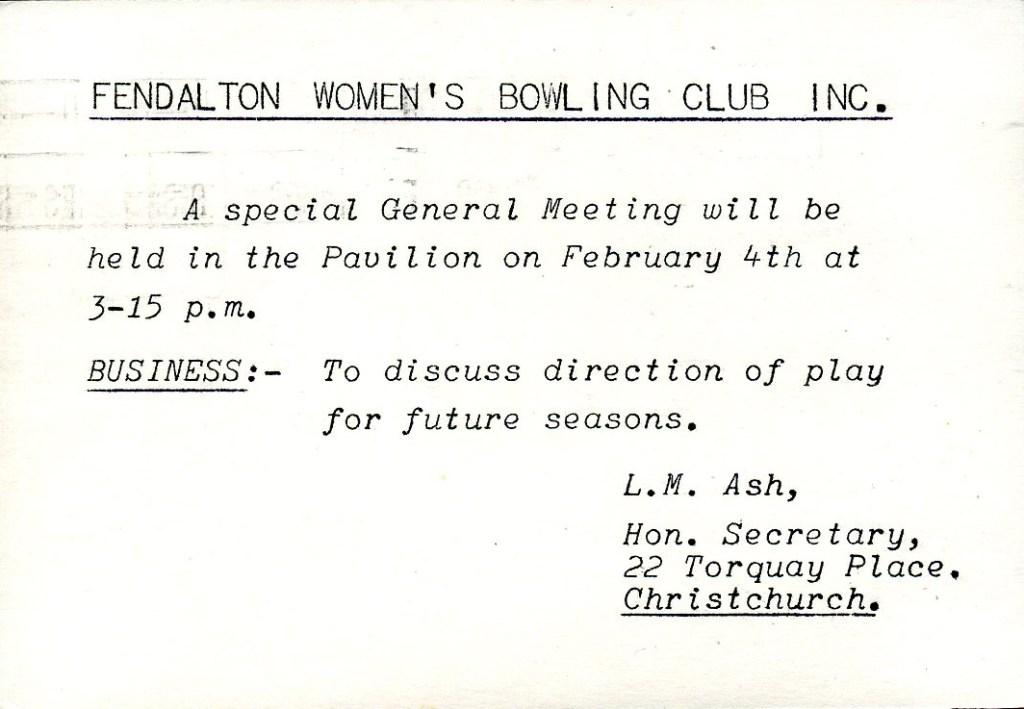 FENDALTON WOMEN'S BOWLING CLUB INC.
A special General Meeting will be
held in the Pavilion on February 4th at
3-15 p.m.
BUSINESS:- To discuss direction of play
for future seasons.
L.M. Ash,
Hon. Secretary,
22 Torquay Place.
Christchurch.